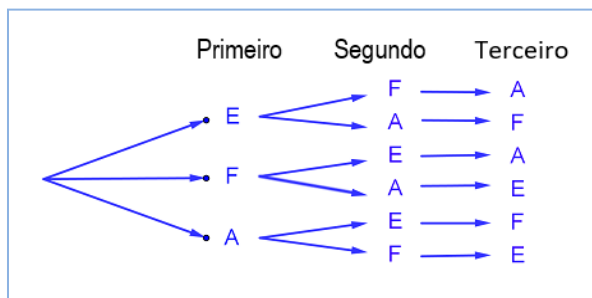 Primeiro Segundo Terceiro
F A
E
A F
E A
F
A E
E F
A
F E